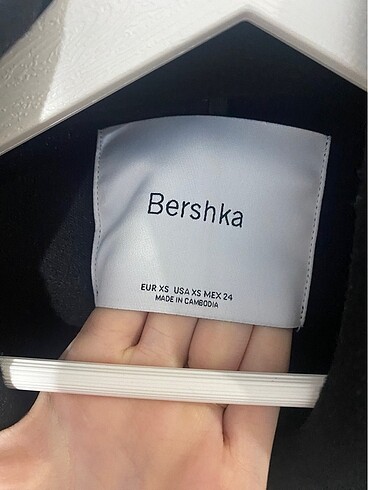 Bershka
EUR XS USA XS MEX 24
MADE IN CAMBODIA